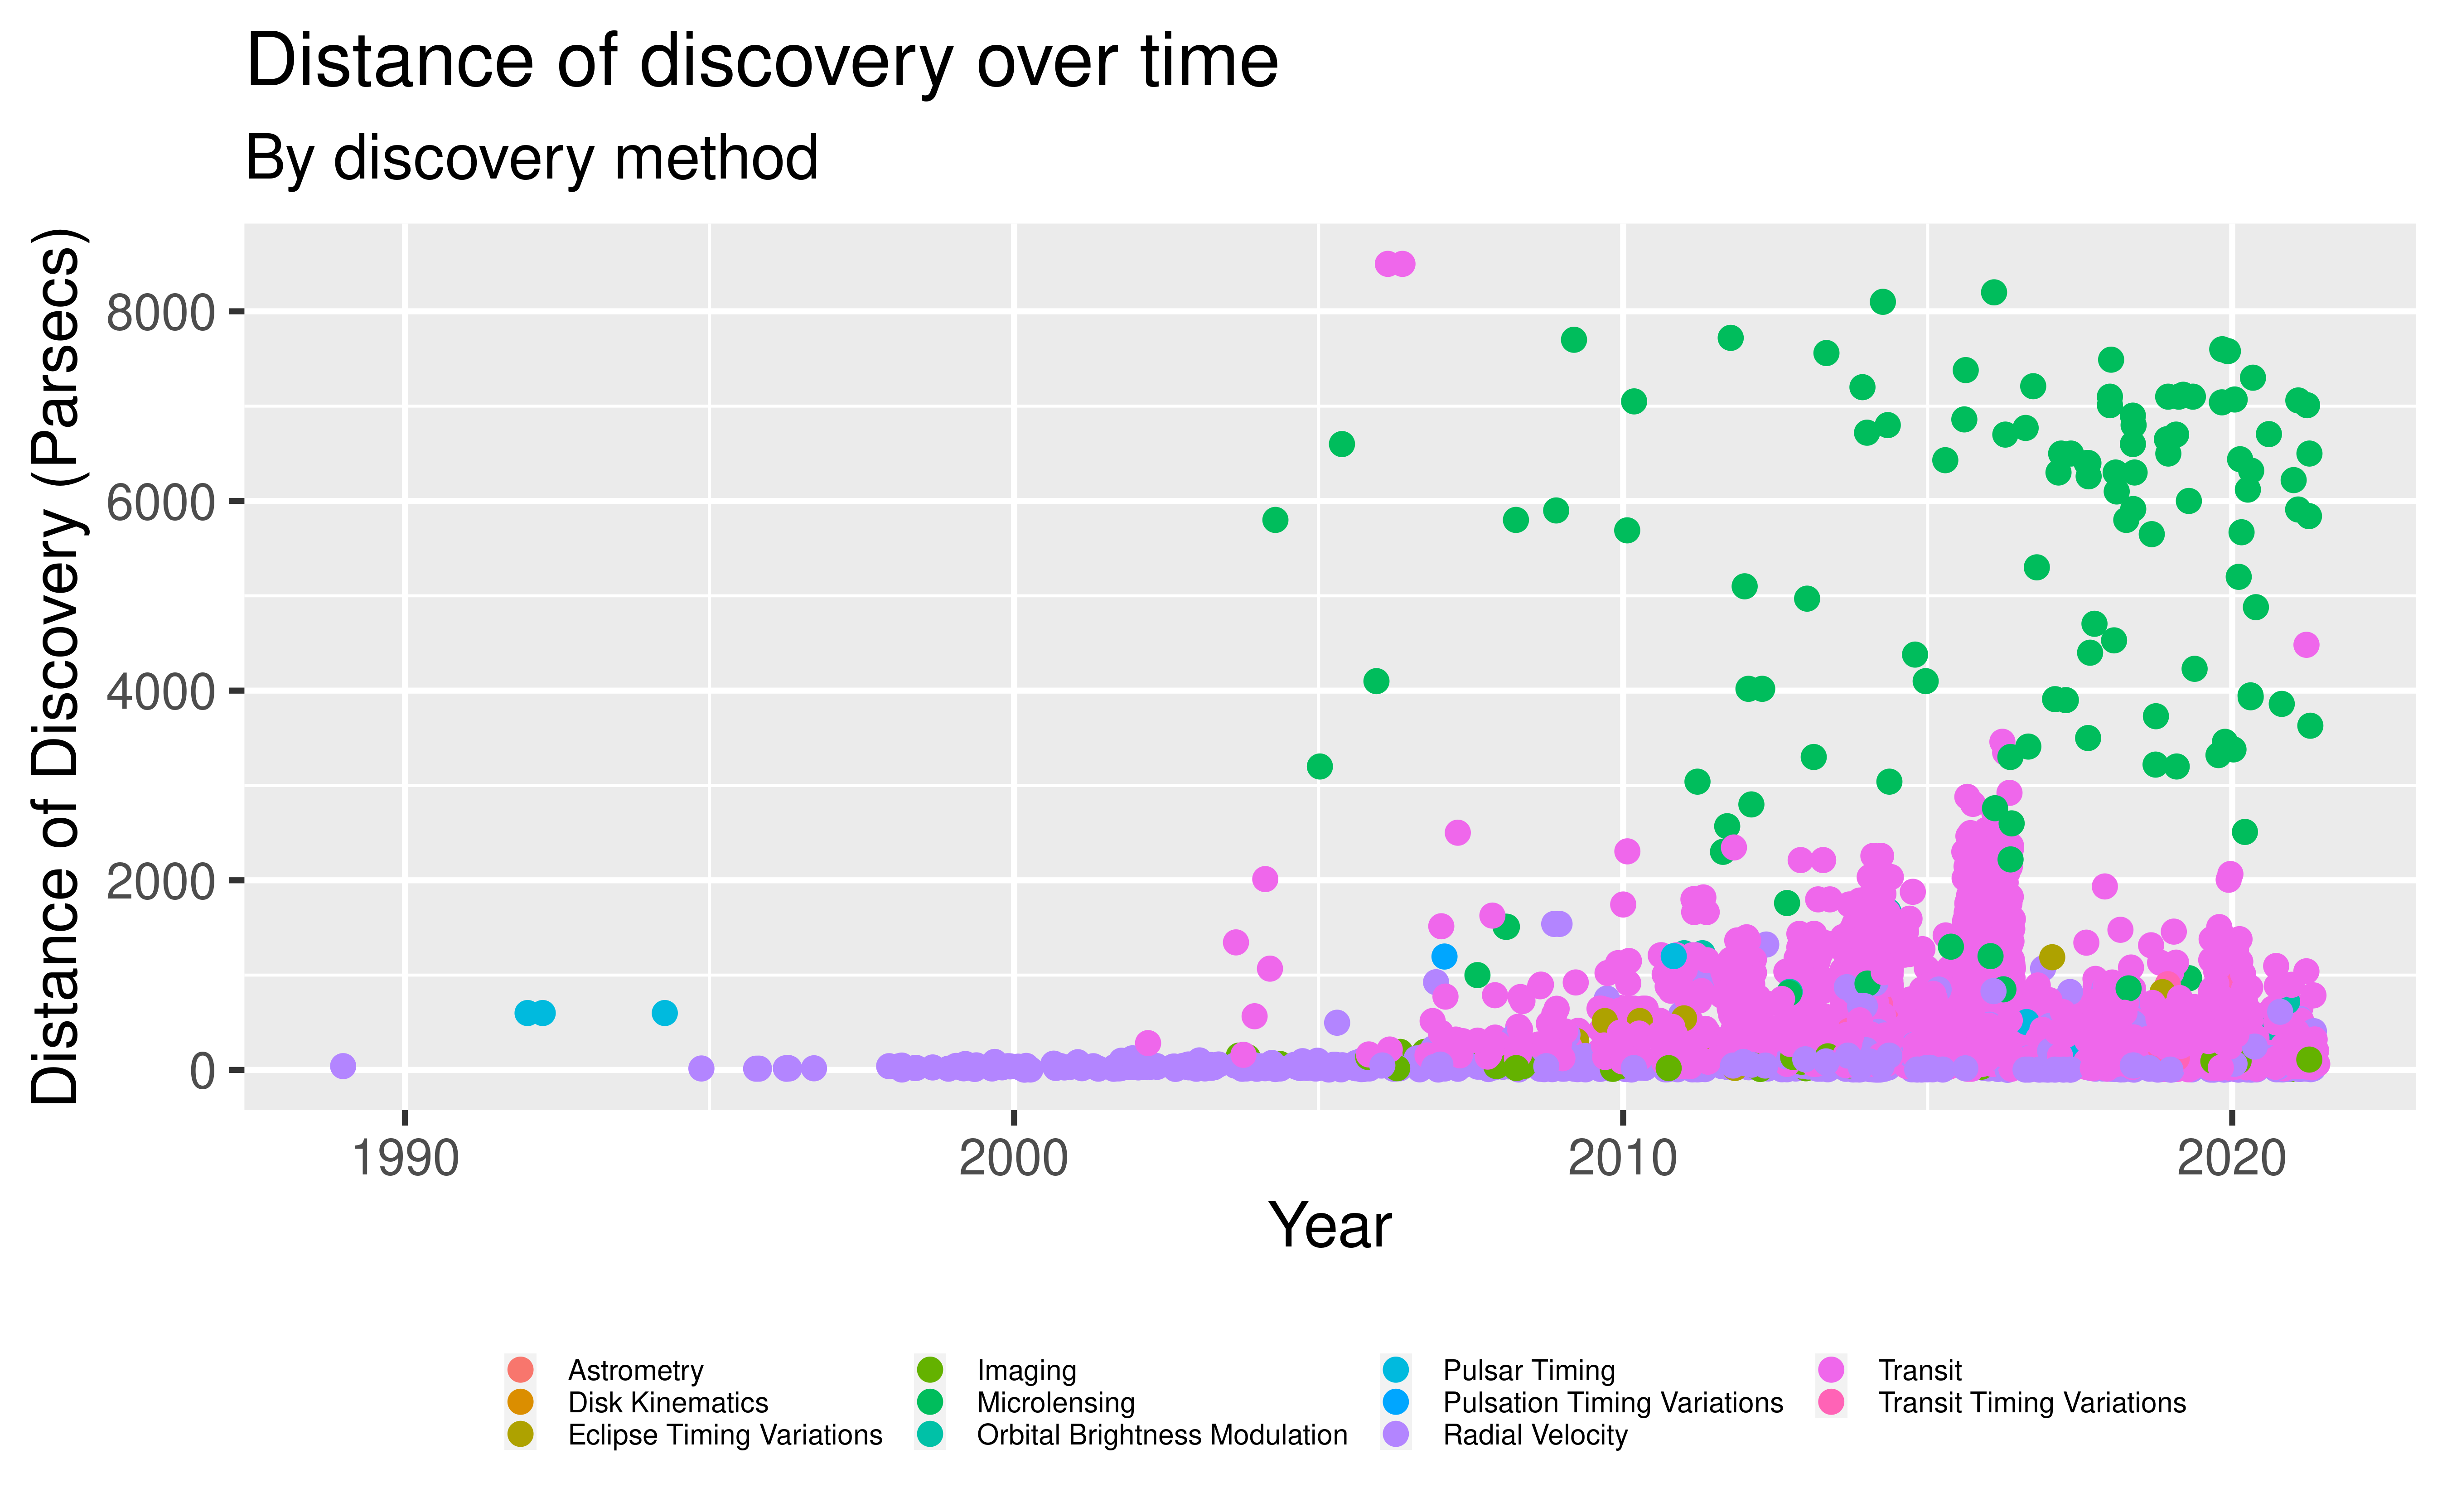 Distance of discovery over time
By discovery method
Distance of Discovery (Parsecs)
8000
6000
4000
2000
0
1990 2000 2010 2020
Year
Astrometry Imaging Pulsar Timing Transit
Disk Kinematics Microlensing Pulsation Timing Variations Transit Timing Variations
Eclipse Timing Variations Orbital Brightness Modulation Radial Velocity